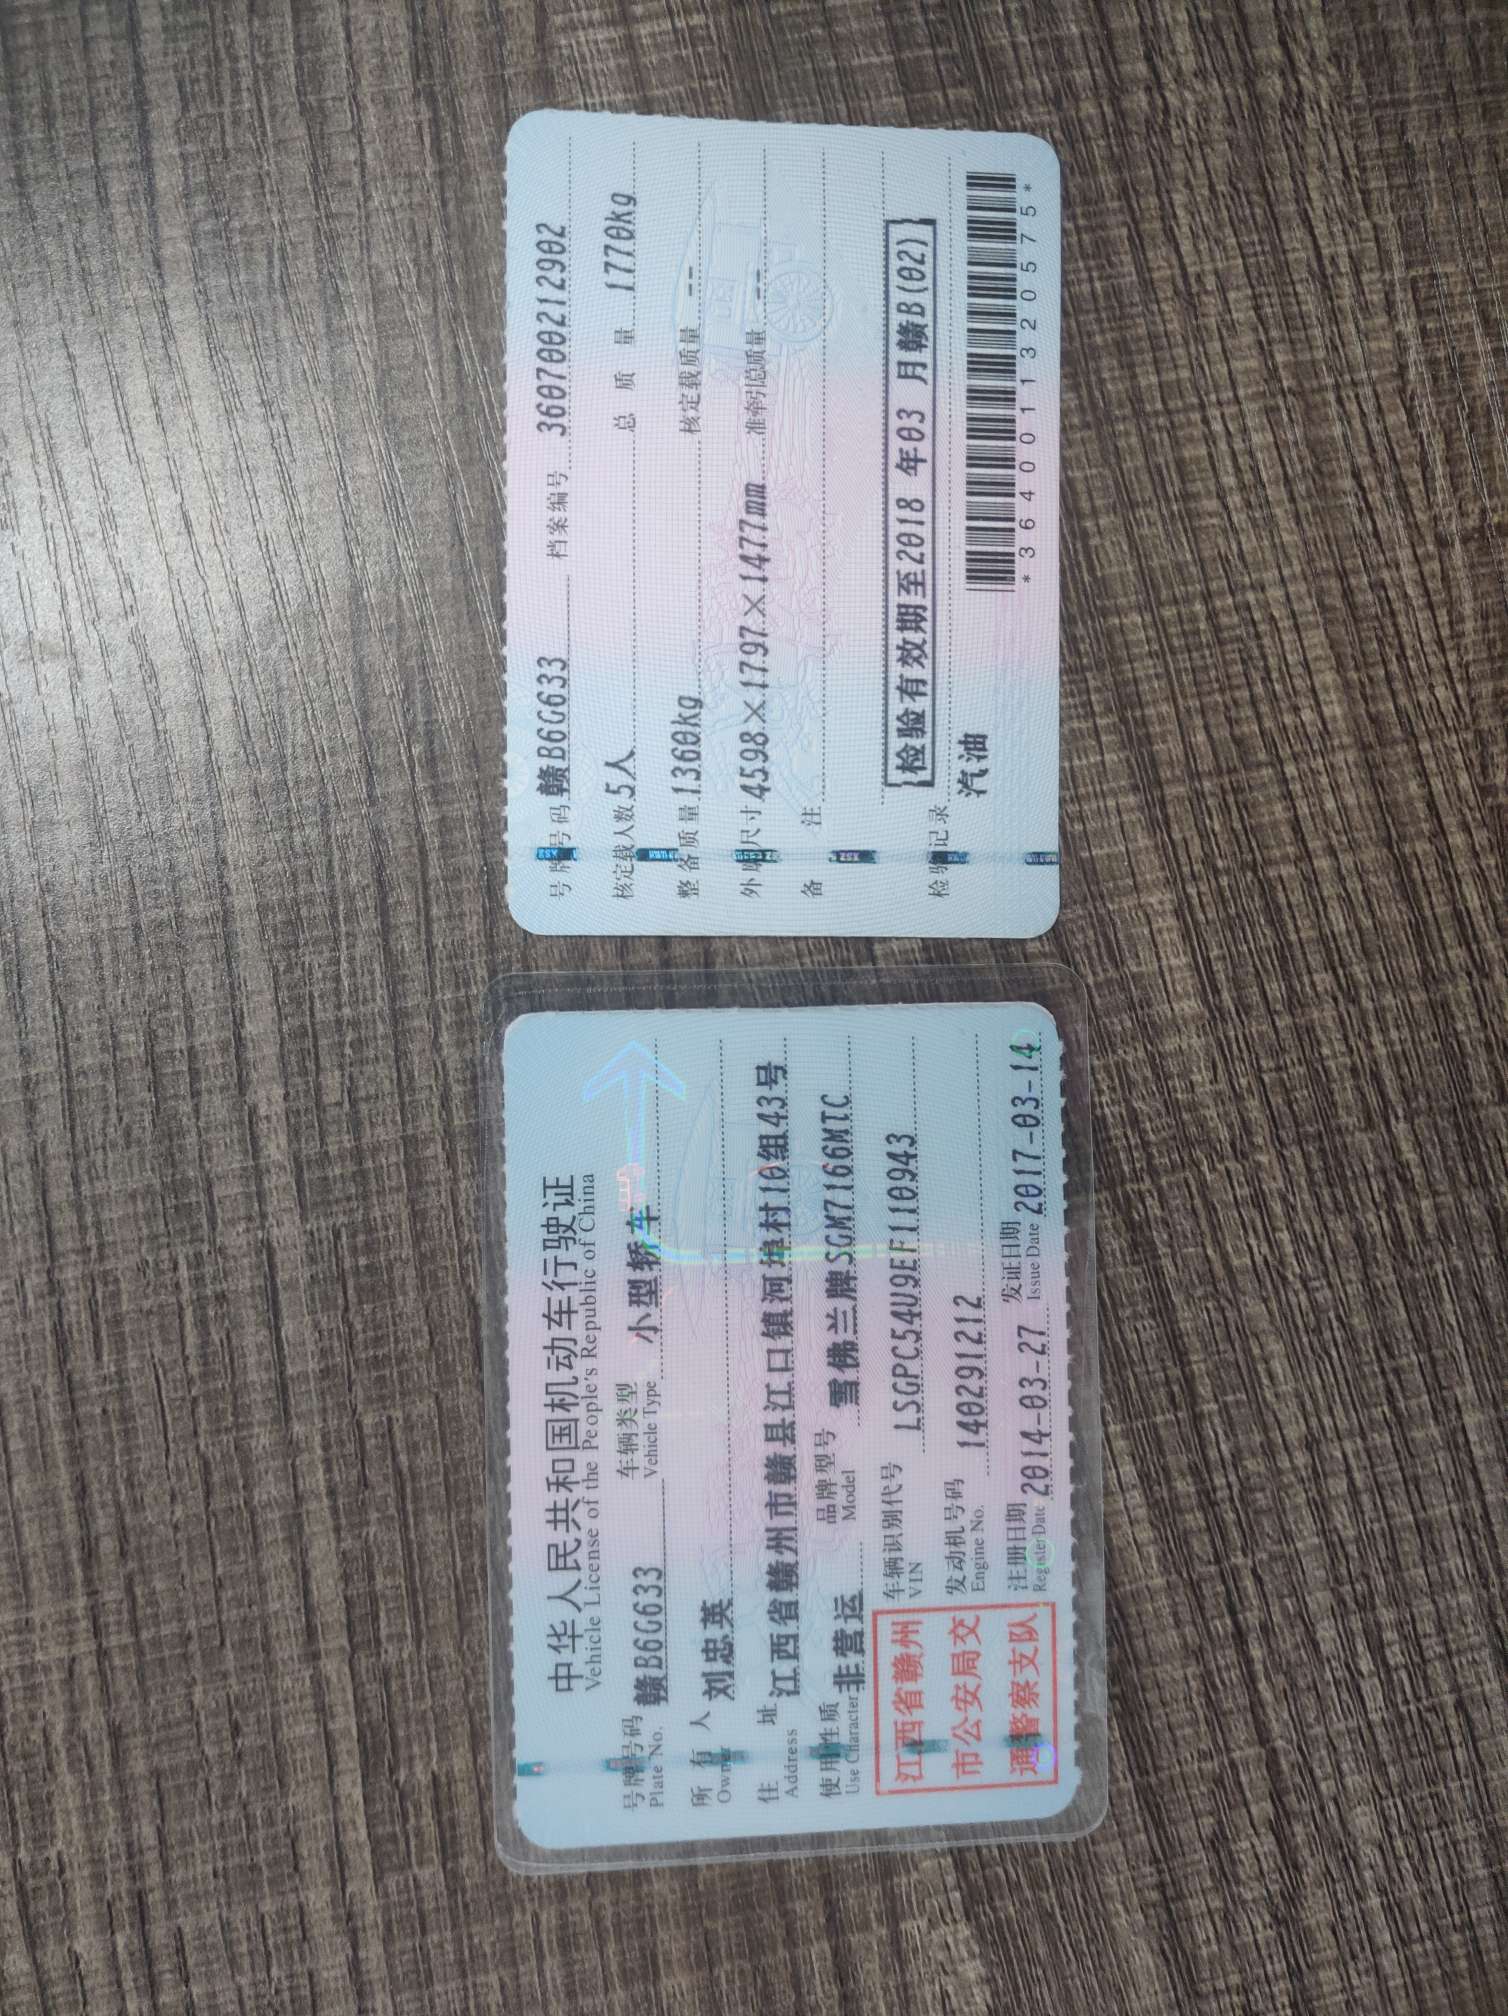 中华人民共和国机动车行驶证
Vehicle License of the People's Republic of China
号牌号码 赣B6G633 车辆类型 小型轿车
Plate No. Vehicle Type
所有人 刘忠英
Owner
住址 江西省赣州市赣县江口镇河埠村10组43号
Address
使用性质 非营运 品牌型号 雪佛兰牌SGM7166MTC
Use Character Model
江西省赣州
市公安局交
通警察支队
车辆识别代号 LSGPC54U9EF110943
VIN
发动机号码 140291212
Engine No.
注册日期 2014-03-27 发证日期 2017-03-14
Register Date Issue Date
号牌号码 赣B6G633 档案编号 360700212902
核定载人数 5人 总质量 1770kg
整备质量 1360kg 核定载质量 --
外廓尺寸 4598×1797×1477mm 准牵引总质量 --
备注
检验有效期至2018年03月赣B(02)
检验记录
汽油
*3640011320575*